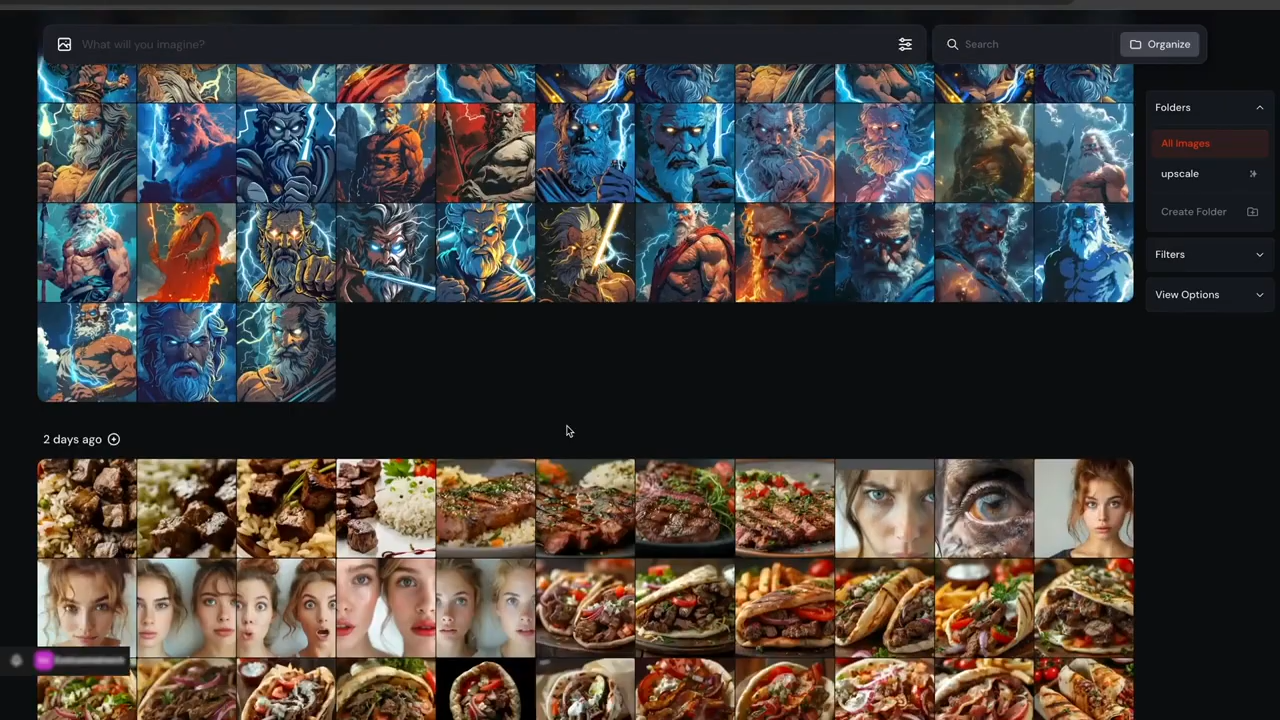 What will you imagine?
Search
Organize
Folders
All Images
upscale
Create Folder
Filters
View Options
2 days ago